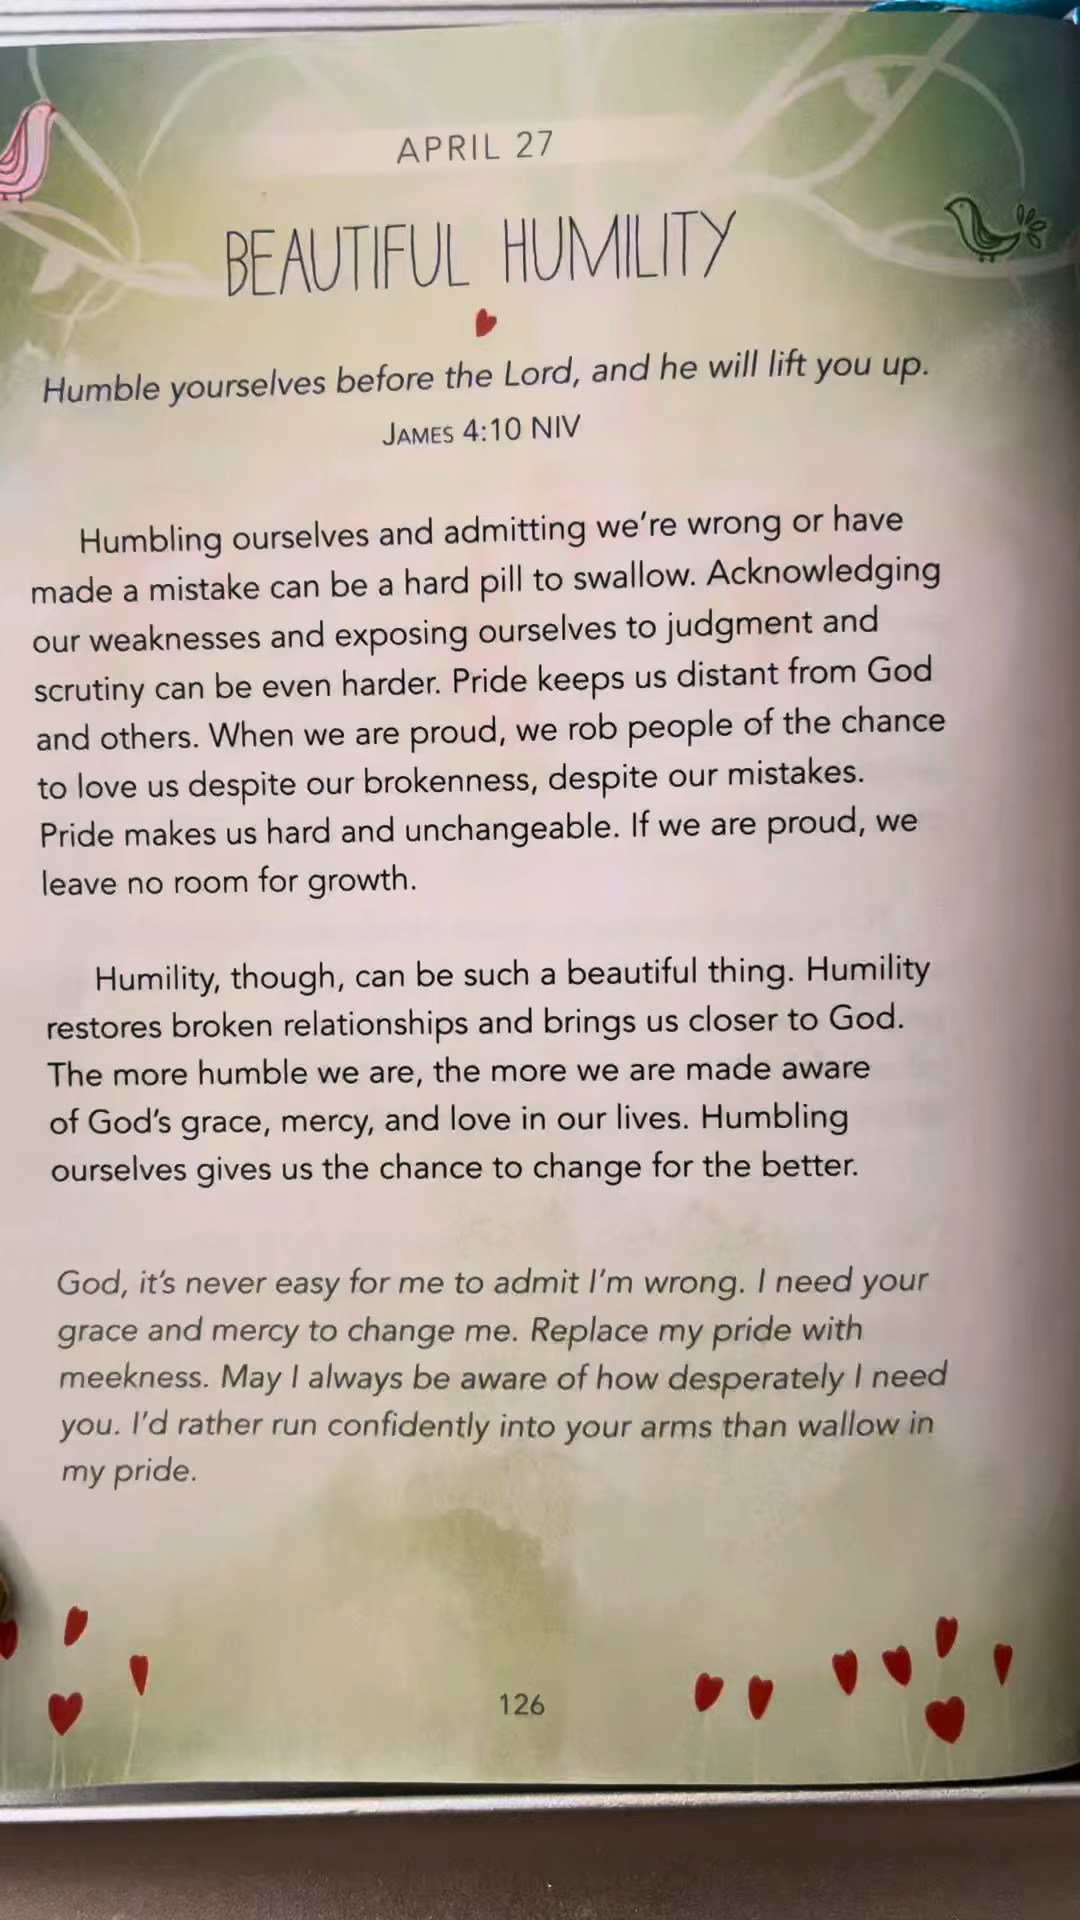 APRIL 27
BEAUTIFUL HUMILITY
Humble yourselves before the Lord, and he will lift you up.
JAMES 4:10 NIV
Humbling ourselves and admitting we're wrong or have
made a mistake can be a hard pill to swallow. Acknowledging
our weaknesses and exposing ourselves to judgment and
scrutiny can be even harder. Pride keeps us distant from God
and others. When we are proud, we rob people of the chance
to love us despite our brokenness, despite our mistakes.
Pride makes us hard and unchangeable. If we are proud, we
leave no room for growth.
Humility, though, can be such a beautiful thing. Humility
restores broken relationships and brings us closer to God.
The more humble we are, the more we are made aware
of God's grace, mercy, and love in our lives. Humbling
ourselves gives us the chance to change for the better.
God, it's never easy for me to admit I'm wrong. I need your
grace and mercy to change me. Replace my pride with
meekness. May I always be aware of how desperately I need
you. I'd rather run confidently into your arms than wallow in
my pride.
126